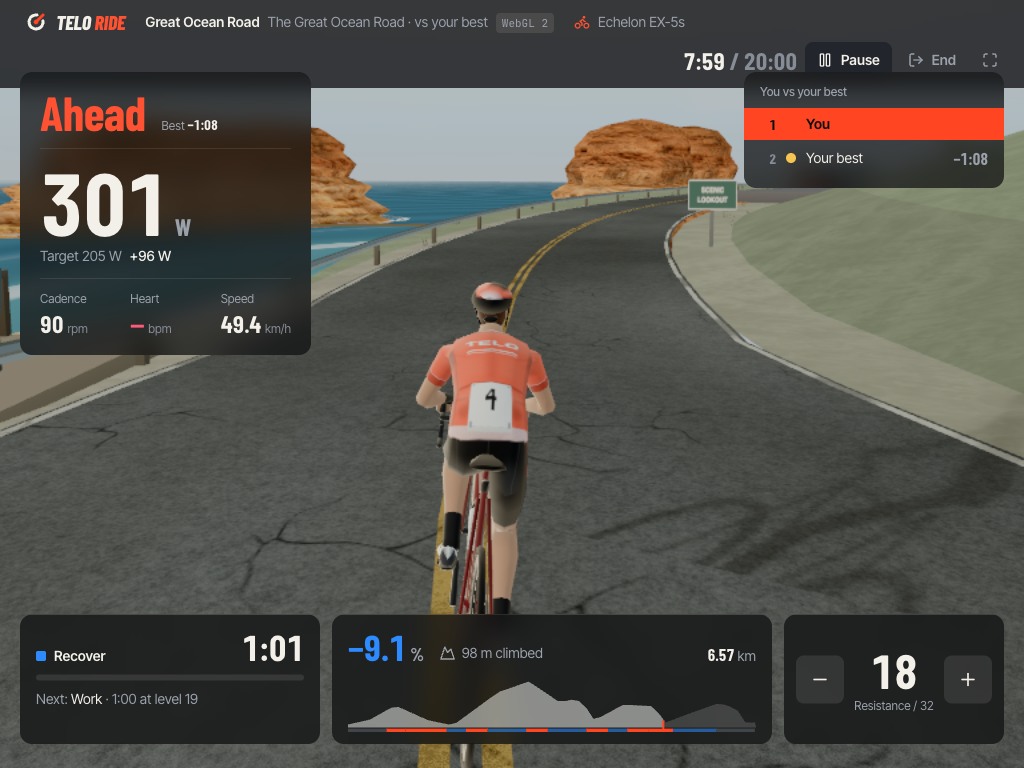 TELO RIDE Great Ocean Road The Great Ocean Road · vs your best WebGL 2 Echelon EX-5s
7:59 / 20:00 Pause End
Ahead Best −1:08
301 W
Target 205 W +96 W
Cadence Heart Speed
90 rpm — bpm 49.4 km/h
You vs your best
1 You
2 Your best −1:08
SCENIC
LOOKOUT
TELO
4
Recover 1:01
Next: Work · 1:00 at level 19
−9.1 % 98 m climbed 6.57 km
− 18 +
Resistance / 32